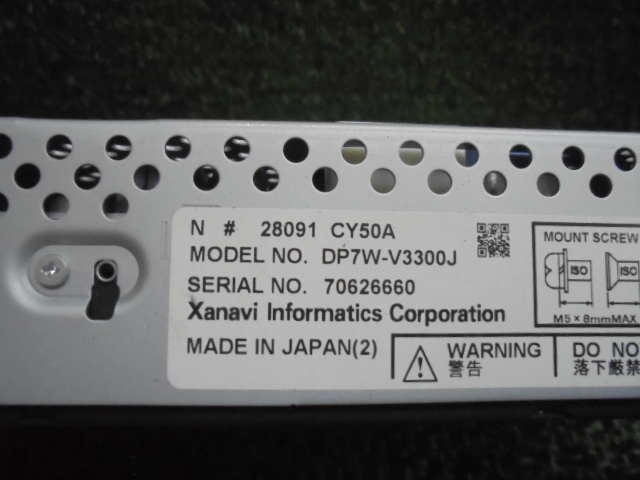 N # 28091 CY50A
MODEL NO. DP7W-V3300J
SERIAL NO. 70626660
Xanavi Informatics Corporation
MADE IN JAPAN(2)
WARNING
警告
MOUNT SCREW
ISO ISO
M5×8mmMAX
DO NO
落下厳禁